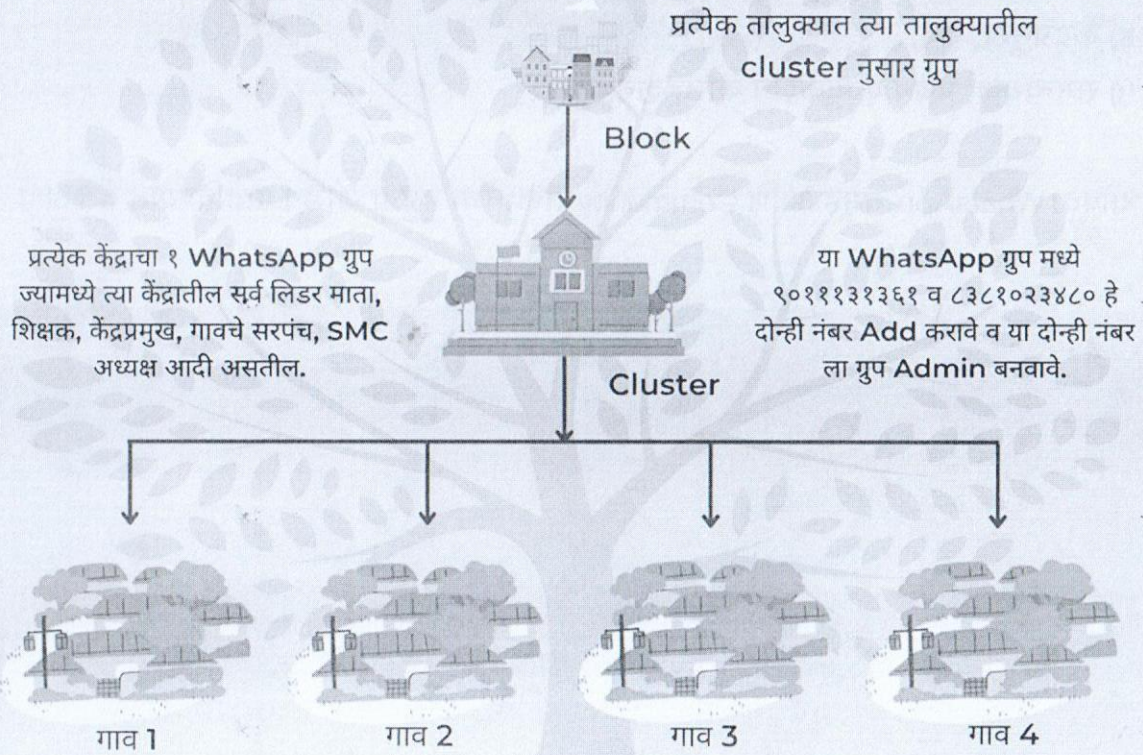 प्रत्येक तालुक्यात त्या तालुक्यातील
cluster नुसार ग्रुप
Block
प्रत्येक केंद्राचा १ WhatsApp ग्रुप
ज्यामध्ये त्या केंद्रातील सर्व लिडर माता,
शिक्षक, केंद्रप्रमुख, गावचे सरपंच, SMC
अध्यक्ष आदी असतील.
या WhatsApp ग्रुप मध्ये
९०१११३१३६१ व ८३८१०२३४८० हे
दोन्ही नंबर Add करावे व या दोन्ही नंबर
ला ग्रुप Admin बनवावे.
Cluster
गाव 1
गाव 2
गाव 3
गाव 4